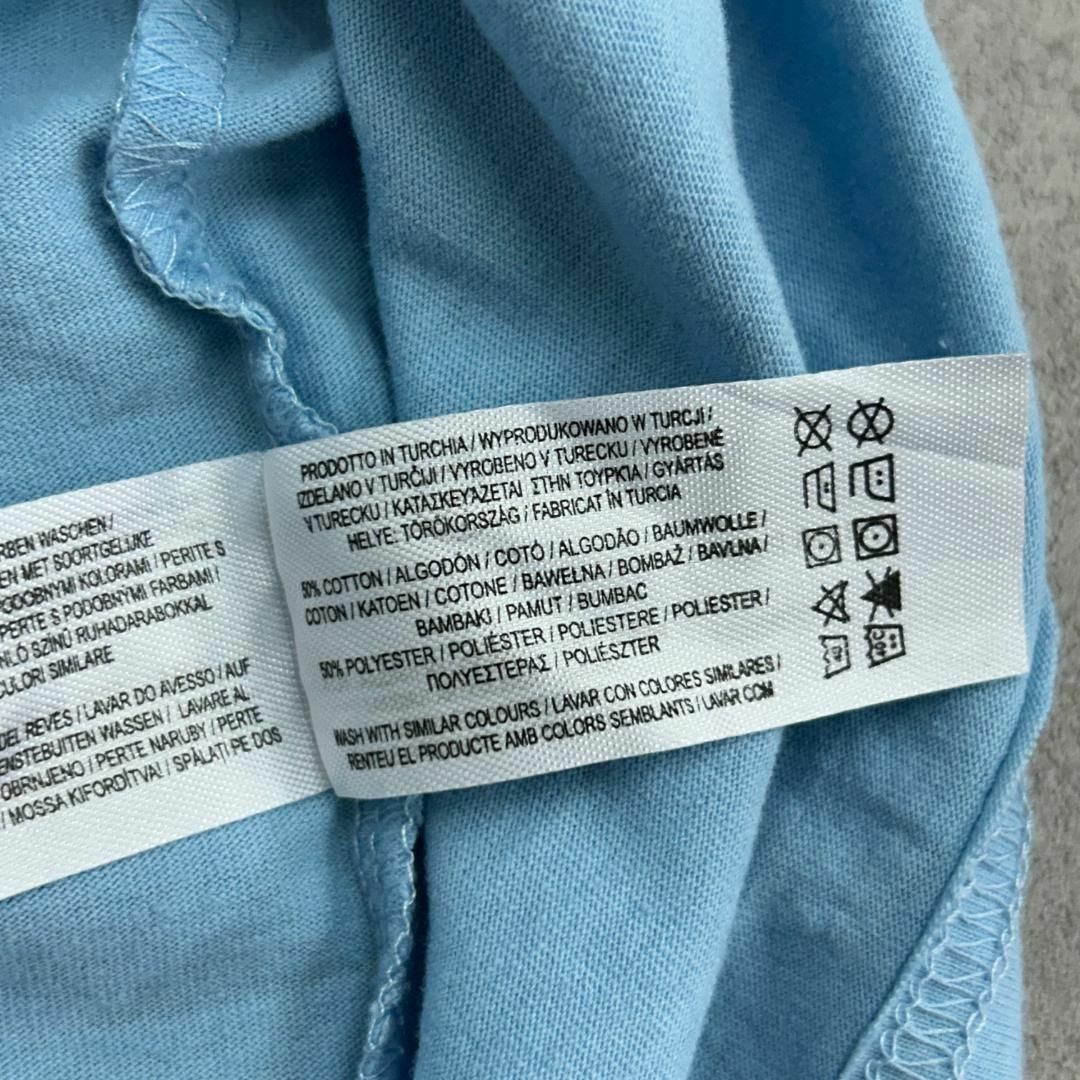 PRODOTTO IN TURCHIA / WYPRODUKOWANO W TURCJI /
IZDELANO V TURČIJI / VYROBENO V TURECKU / VYROBENÉ
V TURECKU / ΚΑΤΑΣΚΕΥΆΖΕΤΑΙ ΣΤΗΝ ΤΟΥΡΚΙΑ / GYÁRTÁS
HELYE: TÖRÖKORSZÁG / FABRICAT ÎN TURCIA
50% COTTON / ALGODÓN / COTÓ / ALGODÃO / BAUMWOLLE /
COTON / KATOEN / COTONE / BAWEŁNA / BOMBAŽ / BAVLNA /
BAMBAKI / PAMUT / BUMBAC
50% POLYESTER / POLIÉSTER / POLIESTERE / POLIESTER /
ΠΟΛΥΕΣΤΕΡΑΣ / POLIÉSZTER
WASH WITH SIMILAR COLOURS / LAVAR CON COLORES SIMILARES /
RENTEU EL PRODUCTE AMB COLORS SEMBLANTS / LAVAR COM
RBEN WASCHEN /
EN MET SOORTGELIJKE
PODOBNYMI KOLORAMI / PERITE S
PERTE S PODOBNÝMI FARBAMI /
NLÓ SZÍNŰ RUHADARABOKKAL
CULORI SIMILARE
DEL REVÉS / LAVAR DO AVESSO / AUF
ENSTEBUITEN WASSEN / LAVARE AL
OBRNJENO / PERTE NARUBY / PERTE
/ MOSSA KIFORDÍTVA! / SPĂLAȚI PE DOS